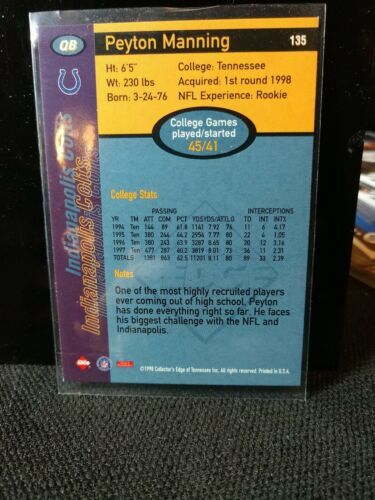 QB
Peyton Manning
135
Ht: 6'5"
College: Tennessee
Wt: 230 lbs
Acquired: 1st round 1998
Born: 3-24-76
NFL Experience: Rookie
College Games
played/started
45/41
Indianapolis Colts
Indianapolis Colts
College Stats
PASSING INTERCEPTIONS
YR TM ATT COM PCT YDS YDS/ATT LG TD INT INT%
1994 Ten 144 89 61.8 1141 7.92 76 11 6 4.17
1995 Ten 380 244 64.2 2954 7.77 80 22 4 1.05
1996 Ten 380 243 63.9 3287 8.65 80 20 12 3.16
1997 Ten 477 287 60.2 3819 8.01 80 36 11 2.31
TOTALS 1381 863 62.5 11201 8.11 80 89 33 2.39
Notes
One of the most highly recruited players
ever coming out of high school, Peyton
has done everything right so far. He faces
his biggest challenge with the NFL and
Indianapolis.
©1998 Collector's Edge of Tennessee Inc. All rights reserved. Printed in U.S.A.